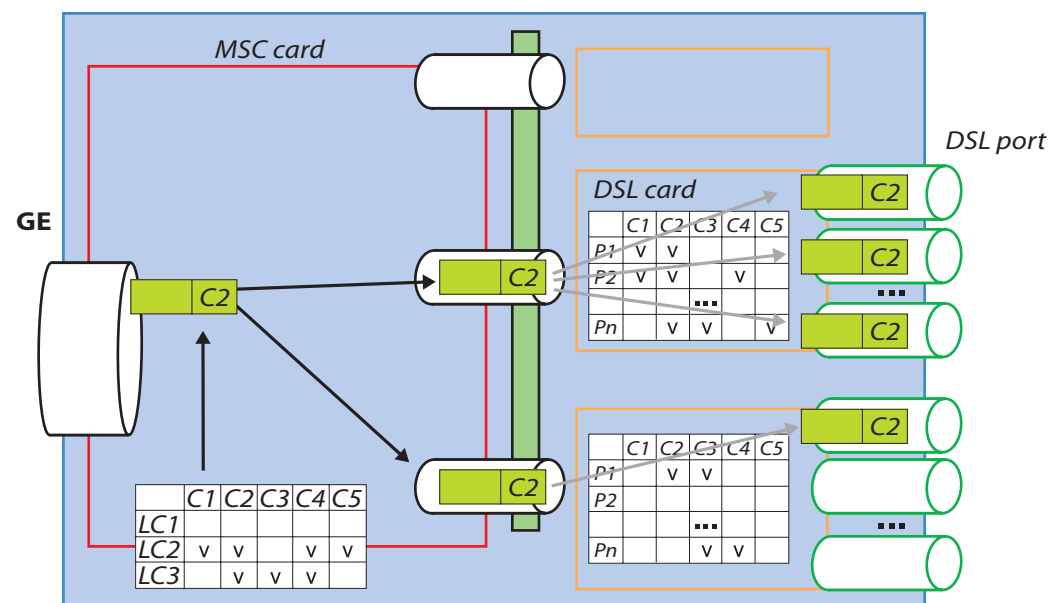 MSC card
DSL port
GE
DSL card
C2
C1 C2 C3 C4 C5
P1 v v
P2 v v v
...
Pn v v v
C2
C2
...
C2
C2
C2
C2
C2
C1 C2 C3 C4 C5
P1 v v
P2
...
Pn v v
...
C1 C2 C3 C4 C5
LC1
LC2 v v v v
LC3 v v v